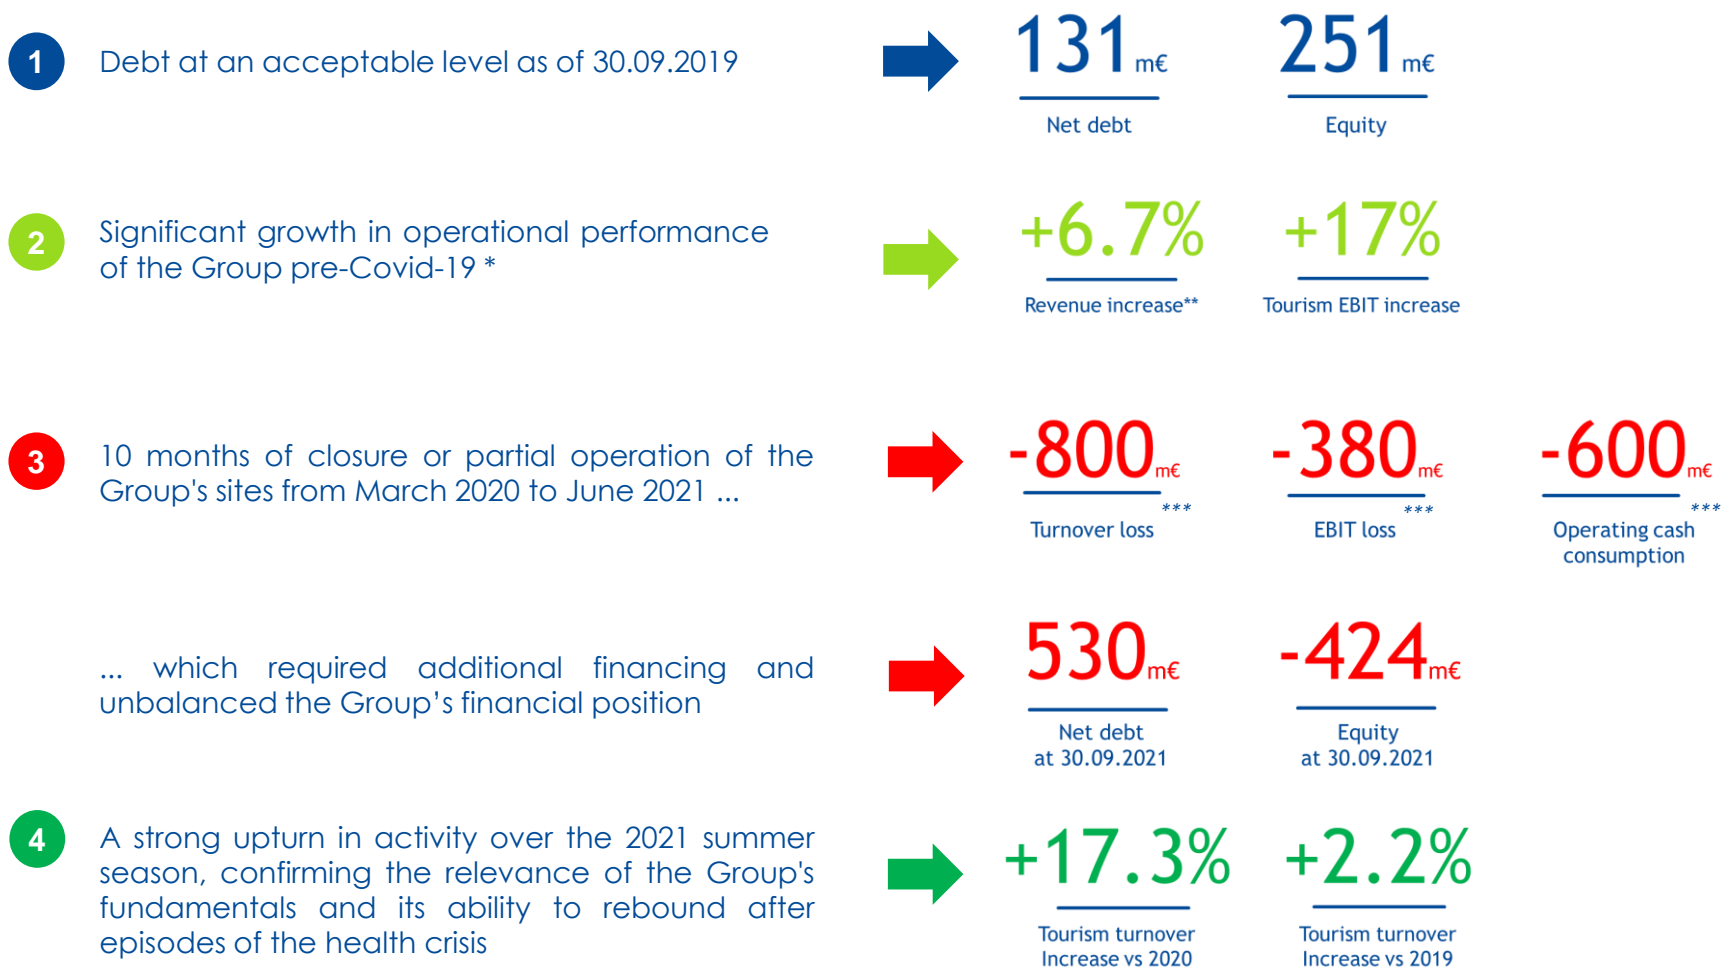 1
Debt at an acceptable level as of 30.09.2019
131 m€
Net debt
251 m€
Equity
2
Significant growth in operational performance
of the Group pre-Covid-19 *
+6.7%
Revenue increase**
+17%
Tourism EBIT increase
3
10 months of closure or partial operation of the
Group's sites from March 2020 to June 2021 ...
-800 m€
***
Turnover loss
-380 m€
***
EBIT loss
-600 m€
***
Operating cash
consumption
... which required additional financing and
unbalanced the Group’s financial position
530 m€
Net debt
at 30.09.2021
-424 m€
Equity
at 30.09.2021
4
A strong upturn in activity over the 2021 summer
season, confirming the relevance of the Group's
fundamentals and its ability to rebound after
episodes of the health crisis
+17.3%
Tourism turnover
Increase vs 2020
+2.2%
Tourism turnover
Increase vs 2019